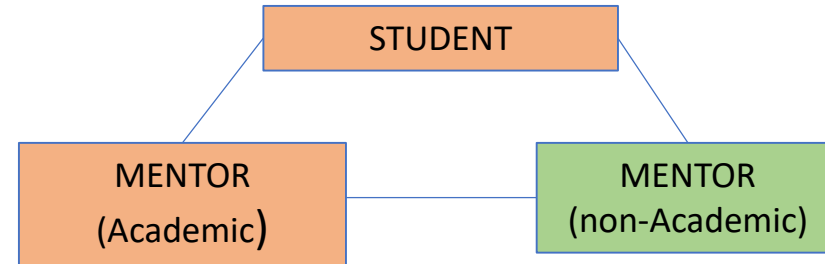 STUDENT
MENTOR
(Academic)
MENTOR
(non-Academic)